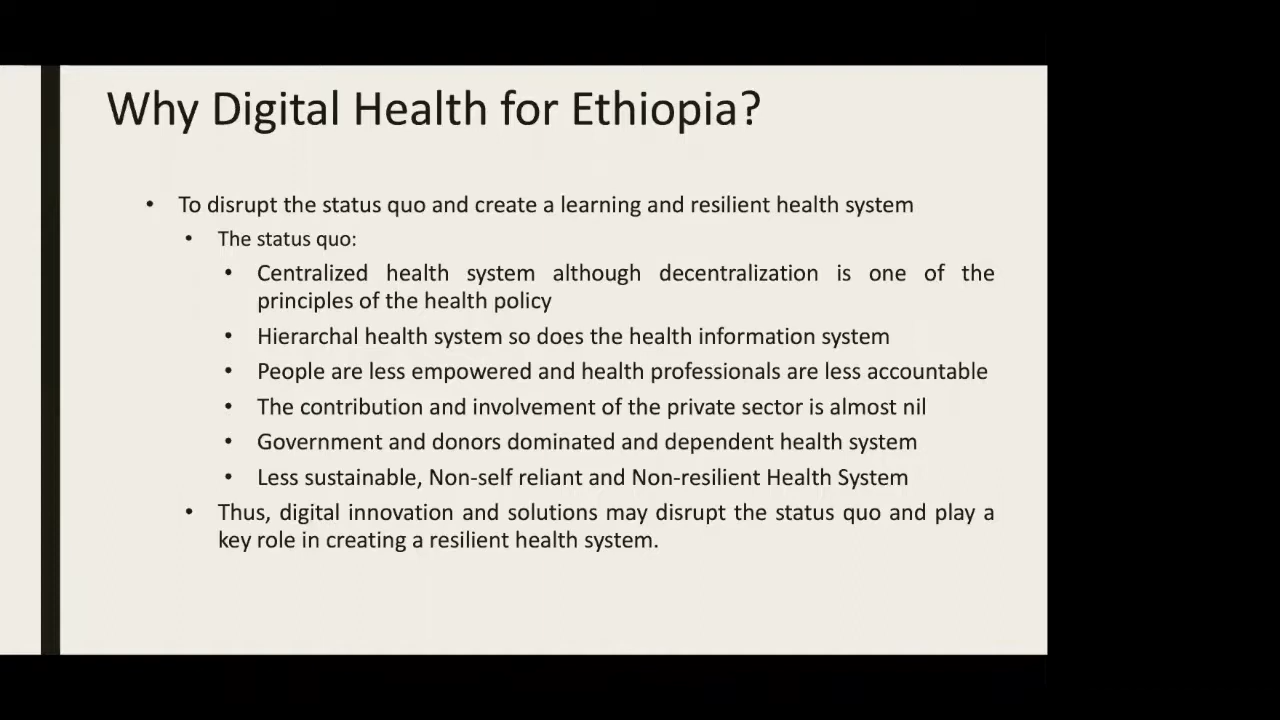 Why Digital Health for Ethiopia?
• To disrupt the status quo and create a learning and resilient health system
• The status quo:
• Centralized health system although decentralization is one of the
principles of the health policy
• Hierarchal health system so does the health information system
• People are less empowered and health professionals are less accountable
• The contribution and involvement of the private sector is almost nil
• Government and donors dominated and dependent health system
• Less sustainable, Non-self reliant and Non-resilient Health System
• Thus, digital innovation and solutions may disrupt the status quo and play a
key role in creating a resilient health system.